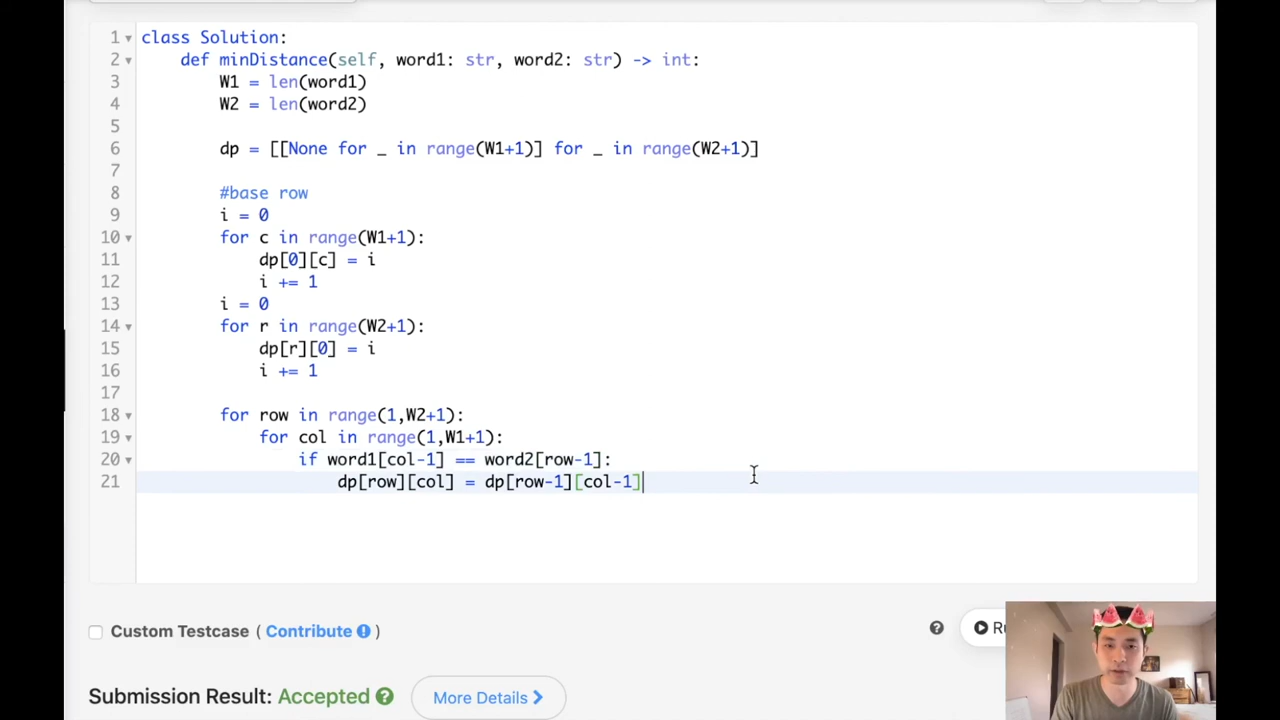 1 class Solution:
2 def minDistance(self, word1: str, word2: str) -> int:
3 W1 = len(word1)
4 W2 = len(word2)
5
6 dp = [[None for _ in range(W1+1)] for _ in range(W2+1)]
7
8 #base row
9 i = 0
10 for c in range(W1+1):
11 dp[0][c] = i
12 i += 1
13 i = 0
14 for r in range(W2+1):
15 dp[r][0] = i
16 i += 1
17
18 for row in range(1,W2+1):
19 for col in range(1,W1+1):
20 if word1[col-1] == word2[row-1]:
21 dp[row][col] = dp[row-1][col-1]
Custom Testcase ( Contribute )
Submission Result: Accepted
More Details